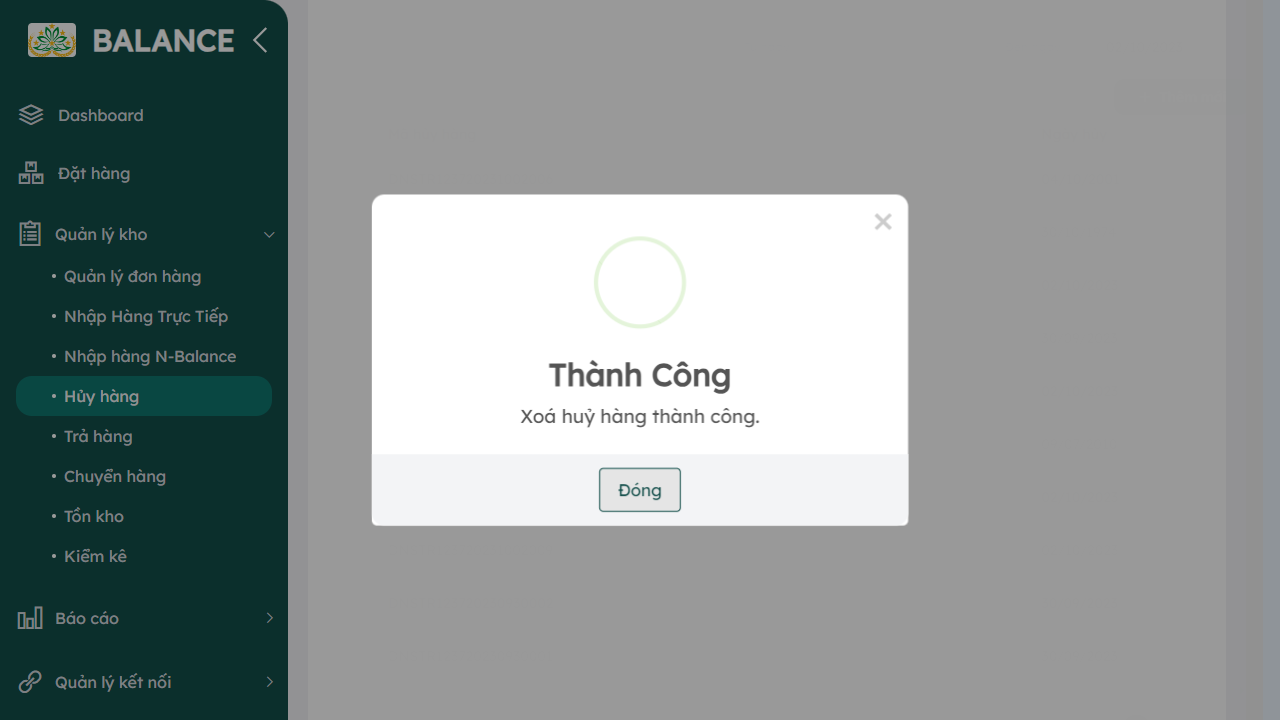 BALANCE
Dashboard
Đặt hàng
Quản lý kho
Quản lý đơn hàng
Nhập Hàng Trực Tiếp
Nhập hàng N-Balance
Hủy hàng
Trả hàng
Chuyển hàng
Tồn kho
Kiểm kê
Báo cáo
Quản lý kết nối
×
Thành Công
Xoá huỷ hàng thành công.
Đóng